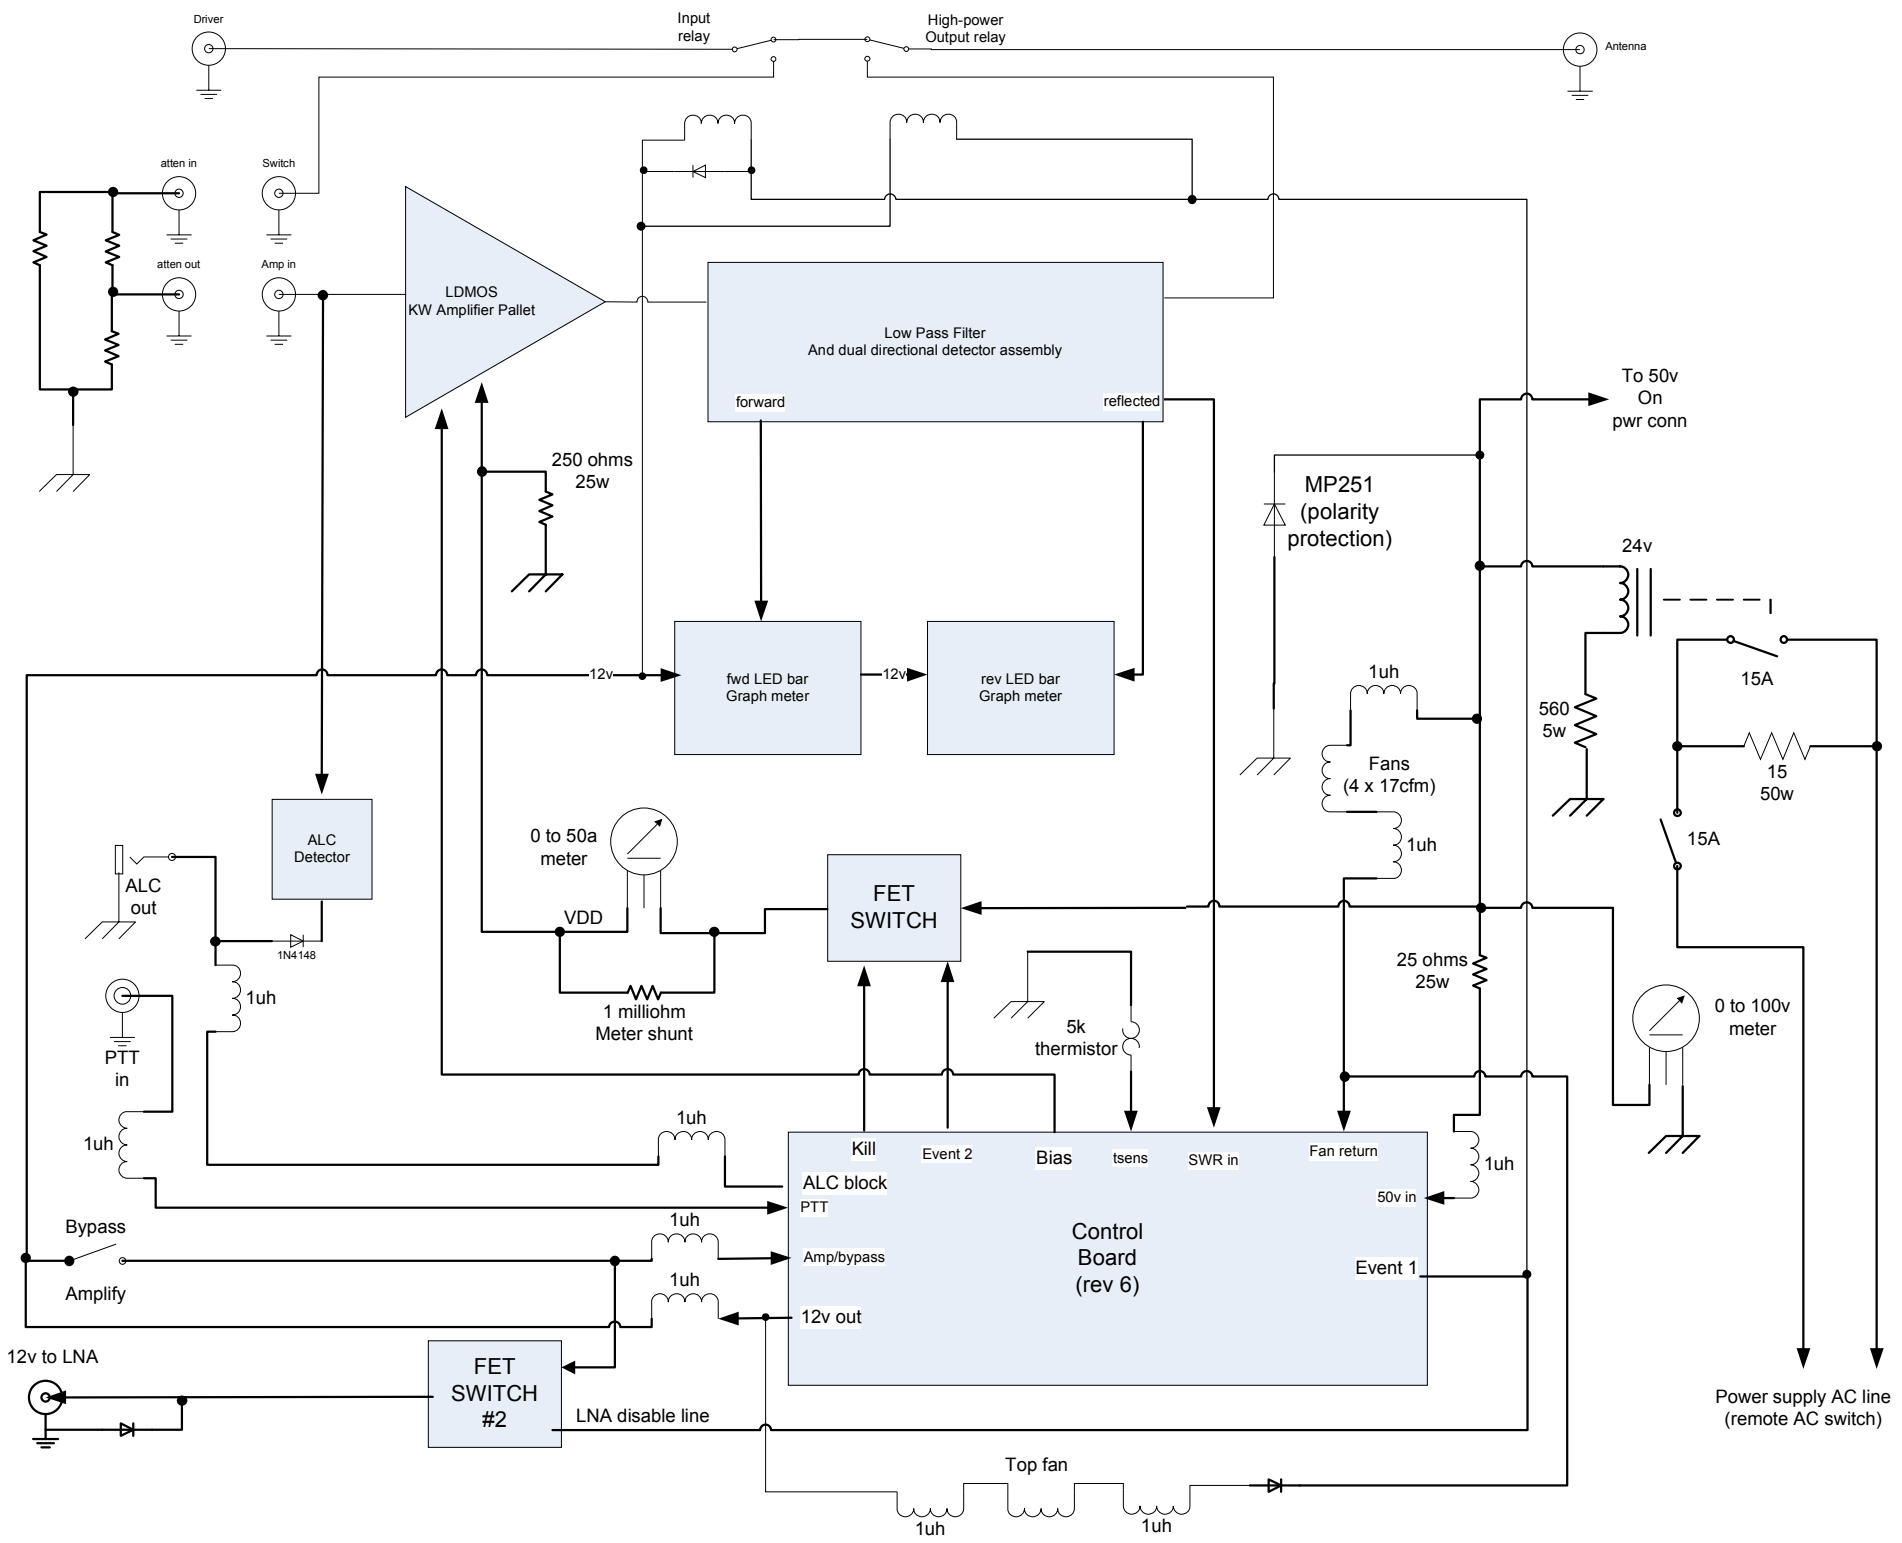 Driver
Input
relay
High-power
Output relay
Antenna
atten in
Switch
atten out
Amp in
LDMOS
KW Amplifier Pallet
Low Pass Filter
And dual directional detector assembly
forward
reflected
To 50v
On
pwr conn
250 ohms
25w
MP251
(polarity
protection)
24v
12v
fwd LED bar
Graph meter
12v
rev LED bar
Graph meter
1uh
15A
560
5w
Fans
(4 x 17cfm)
15
50w
ALC
Detector
0 to 50a
meter
1uh
15A
ALC
out
FET
SWITCH
VDD
1N4148
25 ohms
25w
1uh
1 milliohm
Meter shunt
5k
thermistor
0 to 100v
meter
PTT
in
1uh
1uh
Kill
Event 2
Bias
tsens
SWR in
Fan return
1uh
ALC block
PTT
50v in
Bypass
1uh
Control
Board
(rev 6)
Amp/bypass
Event 1
Amplify
1uh
12v out
12v to LNA
FET
SWITCH
#2
LNA disable line
Power supply AC line
(remote AC switch)
Top fan
1uh
1uh